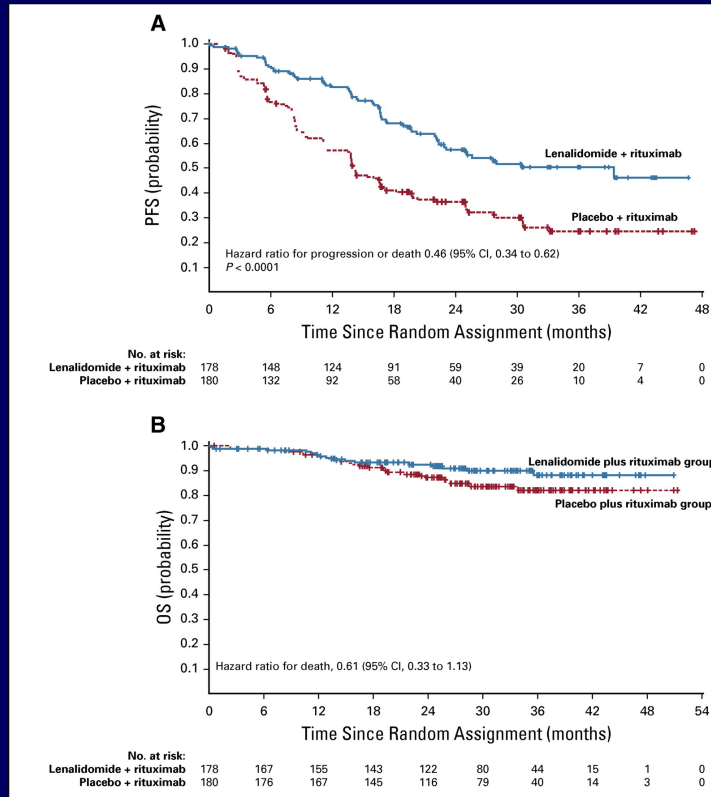 A
1.0
0.9
0.8
0.7
0.6
0.5
0.4
0.3
0.2
0.1
PFS (probability)
Lenalidomide + rituximab
Placebo + rituximab
Hazard ratio for progression or death 0.46 (95% CI, 0.34 to 0.62)
P < 0.0001
0 6 12 18 24 30 36 42 48
Time Since Random Assignment (months)
No. at risk:
Lenalidomide + rituximab 178 148 124 91 59 39 20 7 0
Placebo + rituximab 180 132 92 58 40 26 10 4 0
B
1.0
0.9
0.8
0.7
0.6
0.5
0.4
0.3
0.2
0.1
OS (probability)
Lenalidomide plus rituximab group
Placebo plus rituximab group
Hazard ratio for death, 0.61 (95% CI, 0.33 to 1.13)
0 6 12 18 24 30 36 42 48 54
Time Since Random Assignment (months)
No. at risk:
Lenalidomide + rituximab 178 167 155 143 122 80 44 15 1 0
Placebo + rituximab 180 176 167 145 116 79 40 14 3 0